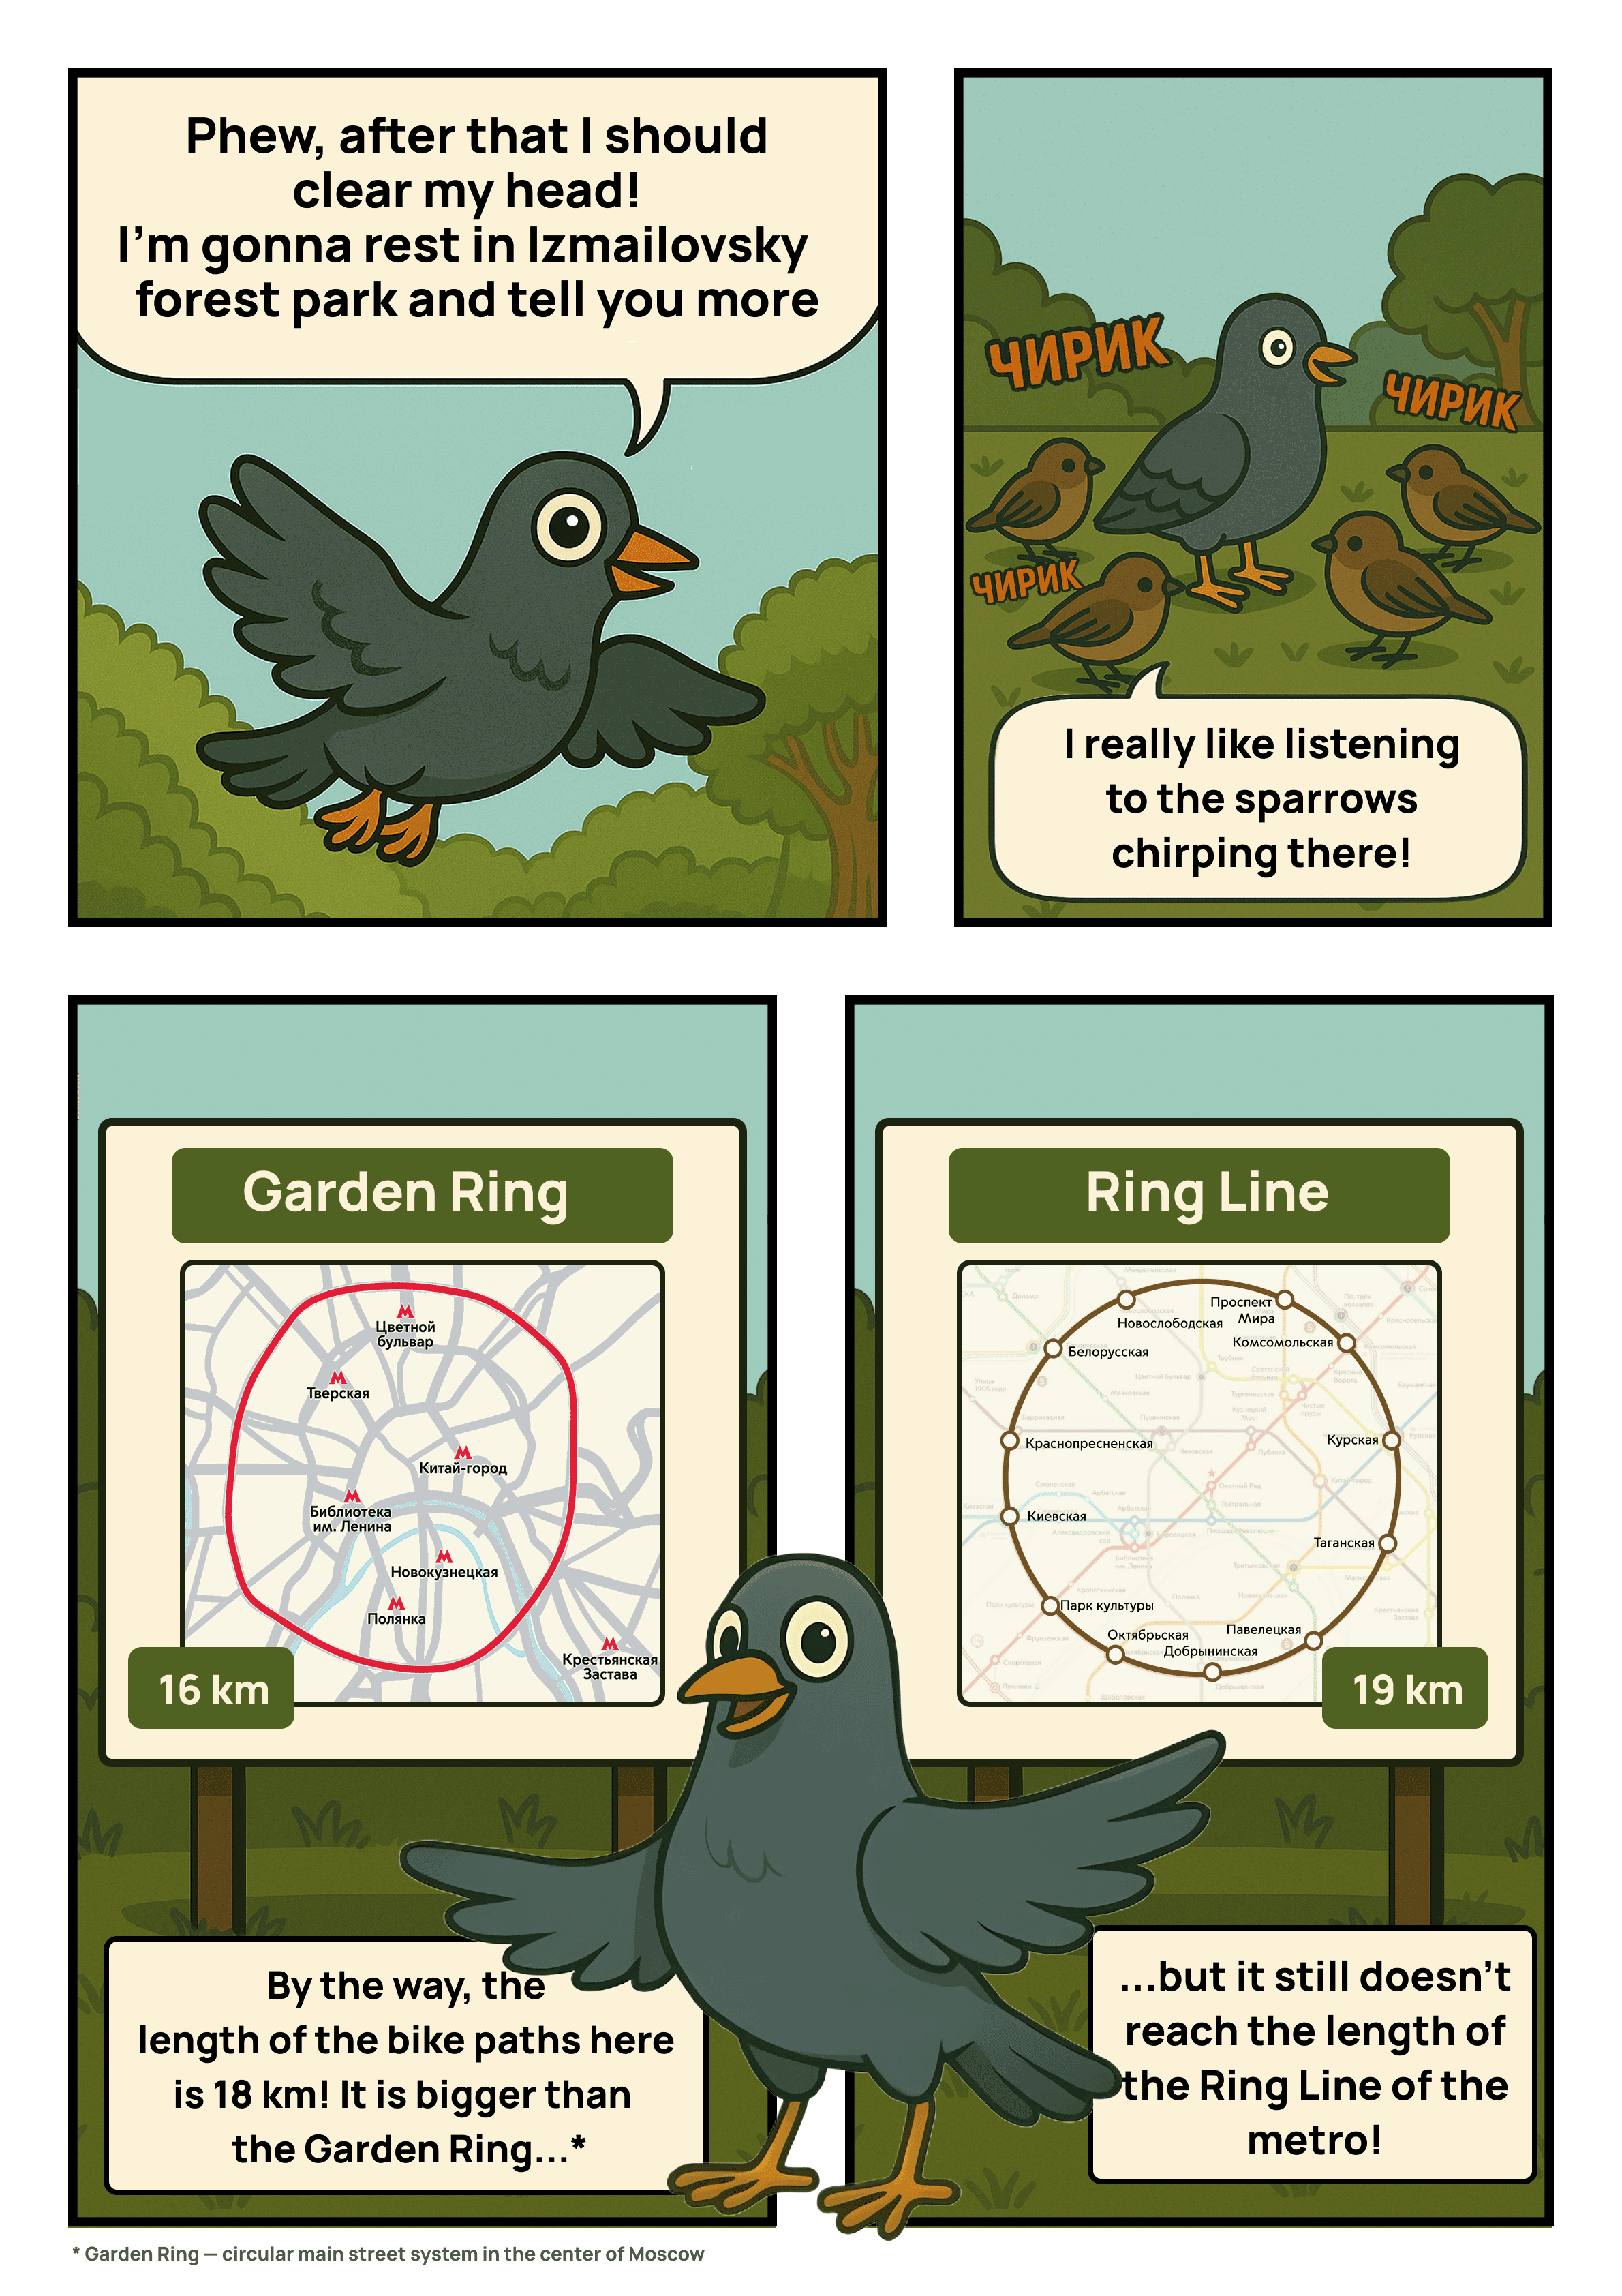 Phew, after that I should
clear my head!
I'm gonna rest in Izmailovsky
forest park and tell you more
ЧИРИК
ЧИРИК
ЧИРИК
I really like listening
to the sparrows
chirping there!
Garden Ring
Цветной
бульвар
Тверская
Китай-город
Библиотека
им. Ленина
Новокузнецкая
Полянка
Крестьянская
Застава
16 km
By the way, the
length of the bike paths here
is 18 km! It is bigger than
the Garden Ring...*
Ring Line
Проспект
Мира
Новослободская
Комсомольская
Белорусская
Краснопресненская
Курская
Киевская
Таганская
Парк культуры
Октябрьская
Павелецкая
Добрынинская
19 km
...but it still doesn't
reach the length of
the Ring Line of the
metro!
* Garden Ring — circular main street system in the center of Moscow